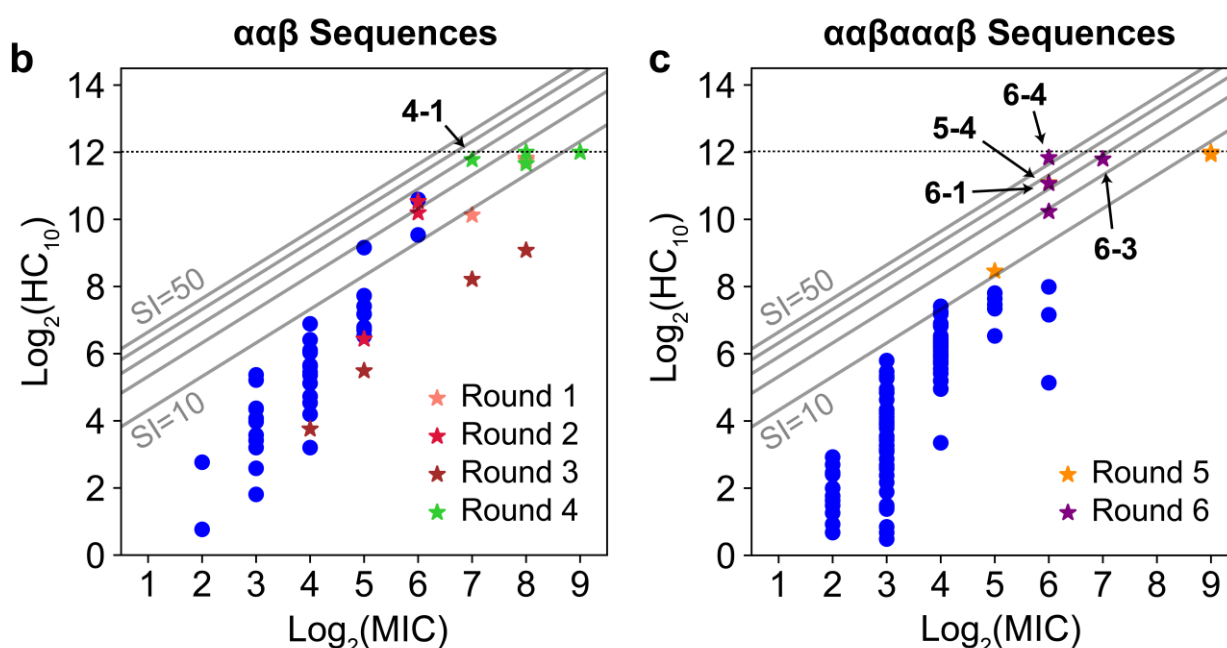 b
ααβ Sequences
Log₂(HC₁₀)
14
12
10
8
6
4
2
0
4-1
SI=50
SI=10
Round 1
Round 2
Round 3
Round 4
1 2 3 4 5 6 7 8 9
Log₂(MIC)
c
ααβαααβ Sequences
Log₂(HC₁₀)
14
12
10
8
6
4
2
0
6-4
5-4
6-1
6-3
SI=50
SI=10
Round 5
Round 6
1 2 3 4 5 6 7 8 9
Log₂(MIC)